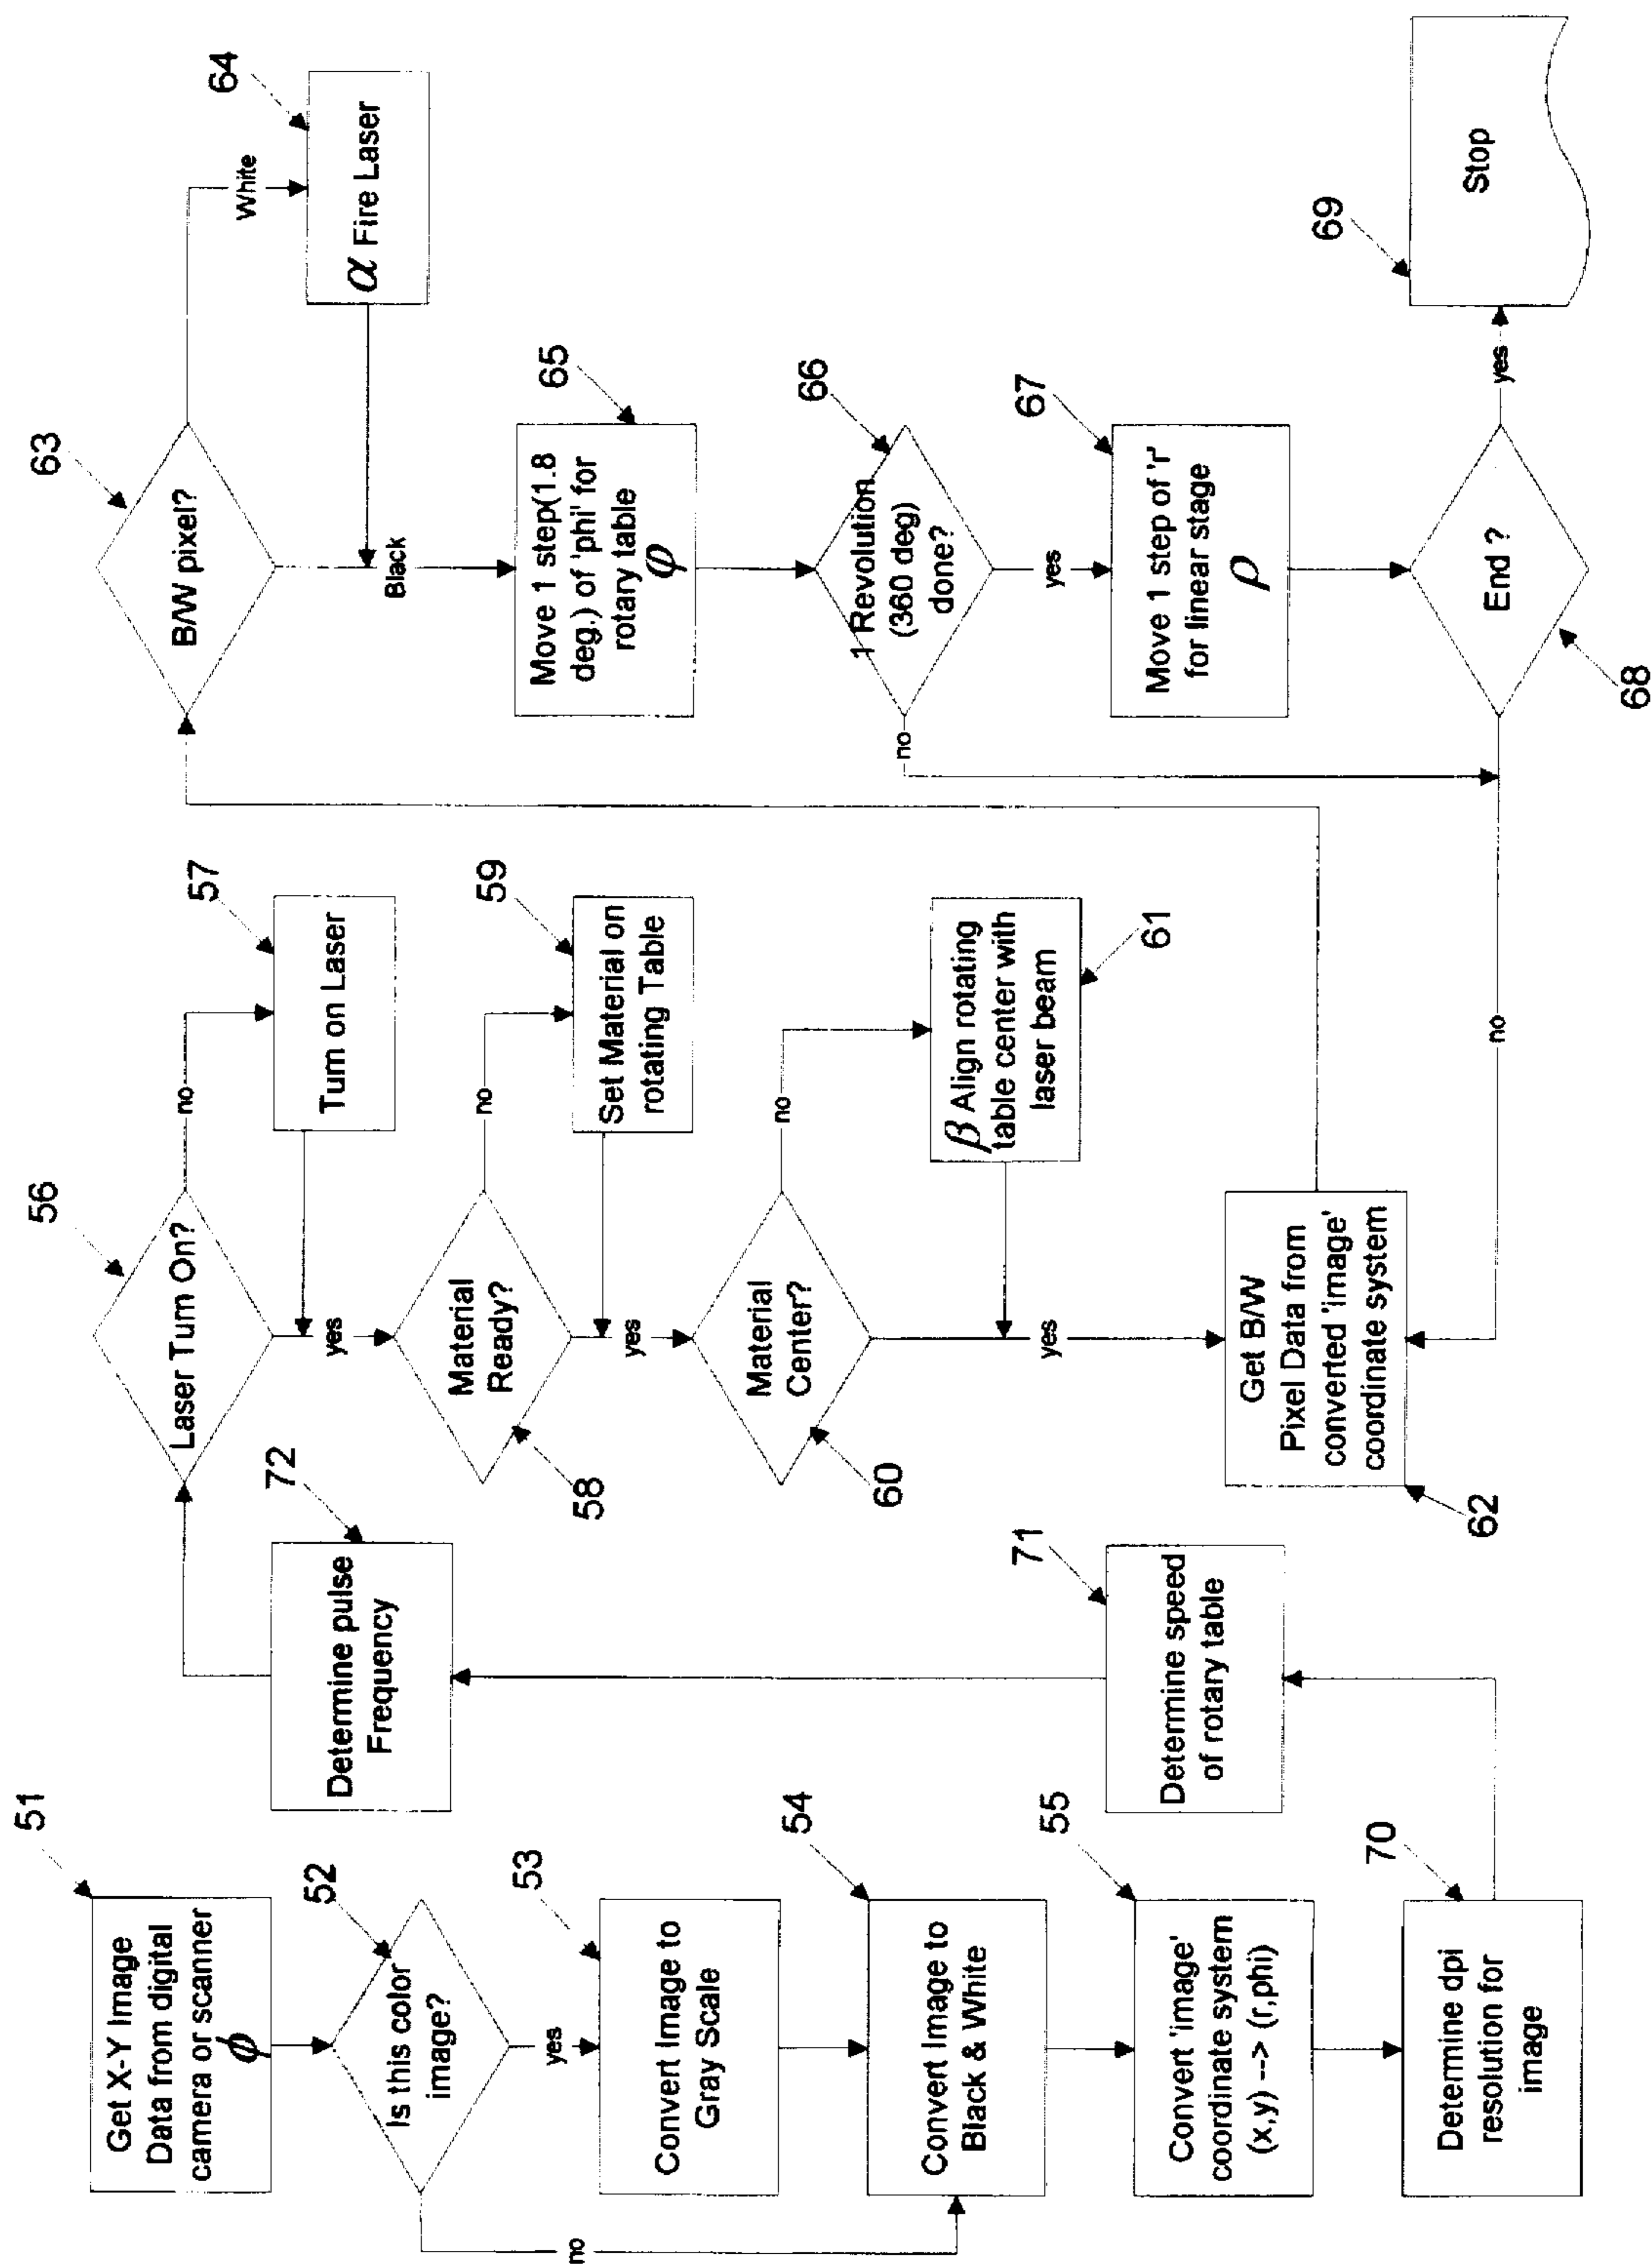 51
Get X-Y Image
Data from digital
camera or scanner
ϕ
52
Is this color
image?
no
yes
53
Convert Image to
Gray Scale
54
Convert Image to
Black & White
55
Convert 'image'
coordinate system
(x,y) --> (r,phi)
70
Determine dpi
resolution for
image
71
Determine speed
of rotary table
72
Determine pulse
Frequency
56
Laser Turn On?
no
57
Turn on Laser
yes
58
Material
Ready?
no
59
Set Material on
rotating Table
yes
60
Material
Center?
no
61
β Align rotating
table center with
laser beam
yes
62
Get B/W
Pixel Data from
converted 'image'
coordinate system
63
B/W pixel?
White
64
α Fire Laser
Black
65
Move 1 step(1.8
deg.) of 'phi' for
rotary table
φ
66
1 Revolution
(360 deg)
done?
no
yes
67
Move 1 step of 'r'
for linear stage
ρ
68
End ?
no
yes
69
Stop